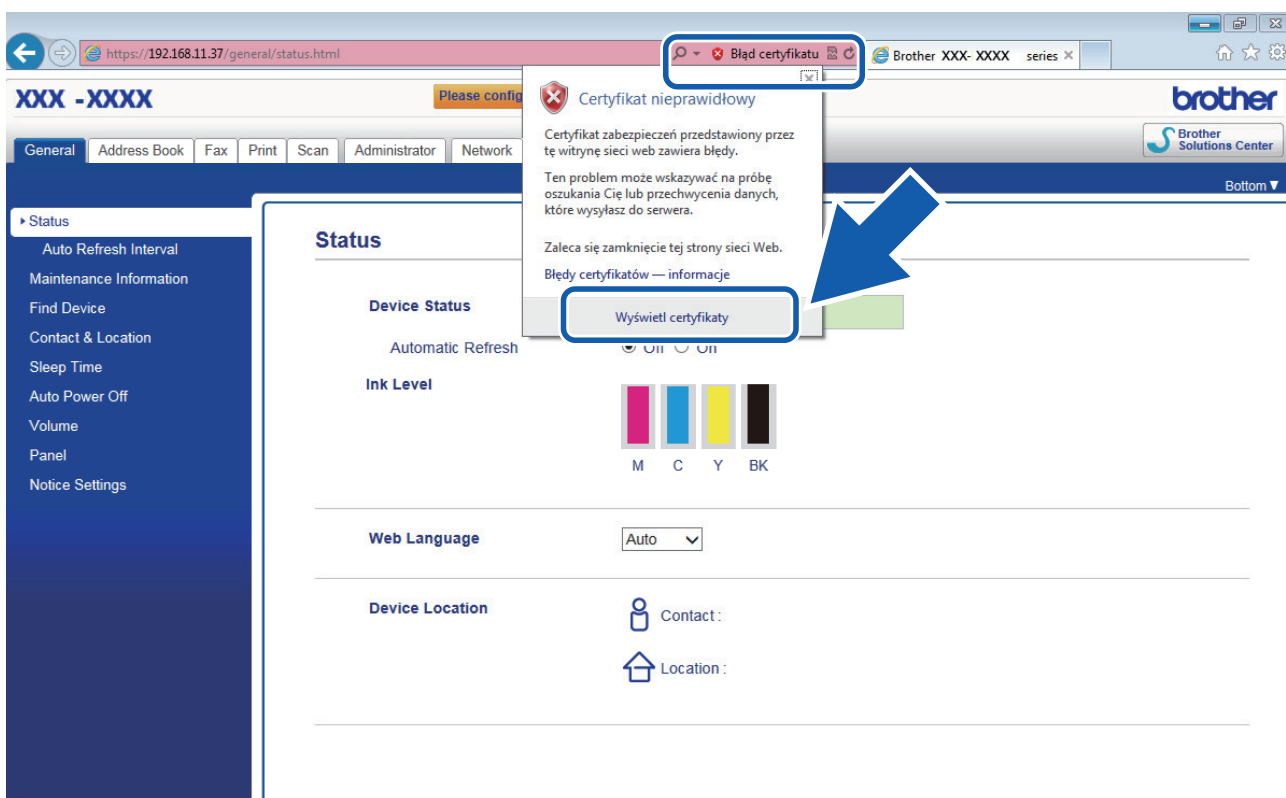 https://192.168.11.37/general/status.html
Błąd certyfikatu
Brother XXX- XXXX series
XXX -XXXX
Please config
brother
General
Address Book
Fax
Print
Scan
Administrator
Network
Brother
Solutions Center
Bottom▼
Certyfikat nieprawidłowy
Certyfikat zabezpieczeń przedstawiony przez
tę witrynę sieci web zawiera błędy.
Ten problem może wskazywać na próbę
oszukania Cię lub przechwycenia danych,
które wysyłasz do serwera.
Zaleca się zamknięcie tej strony sieci Web.
Błędy certyfikatów — informacje
Wyświetl certyfikaty
Status
Auto Refresh Interval
Maintenance Information
Find Device
Contact & Location
Sleep Time
Auto Power Off
Volume
Panel
Notice Settings
Status
Device Status
Automatic Refresh
Off On
Ink Level
M C Y BK
Web Language
Auto
Device Location
Contact :
Location :